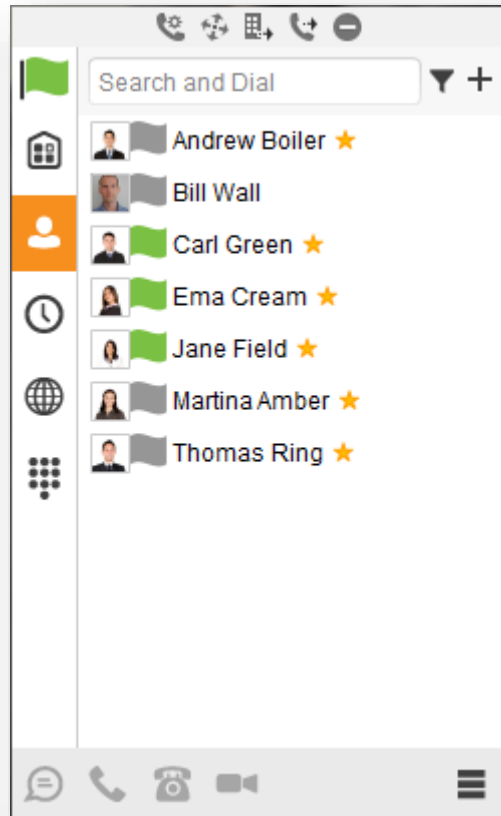 Search and Dial
Andrew Boiler
Bill Wall
Carl Green
Ema Cream
Jane Field
Martina Amber
Thomas Ring